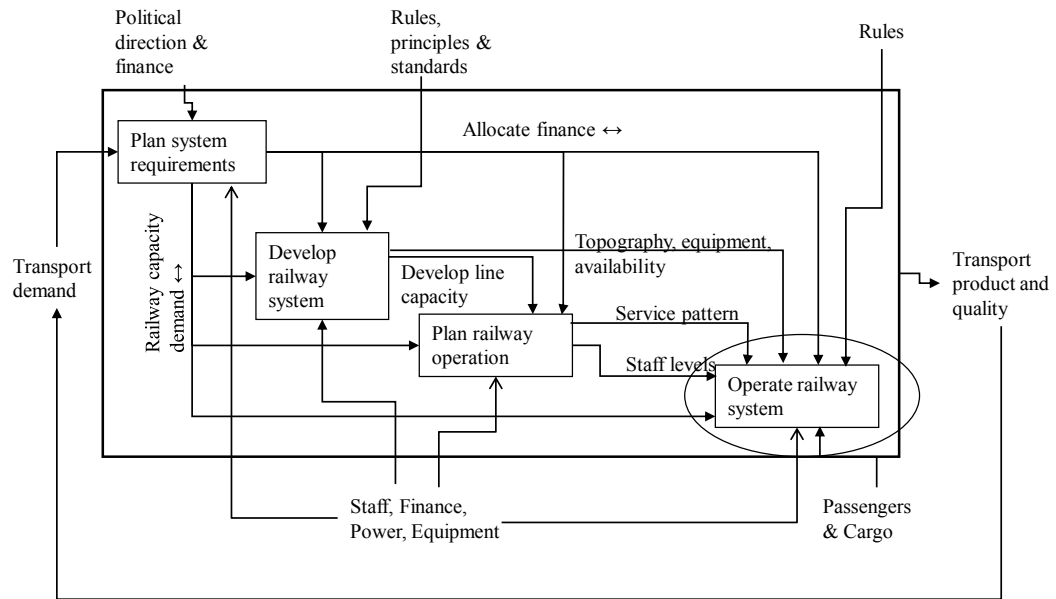 Political
direction &
finance
Rules,
principles &
standards
Rules
Plan system
requirements
Allocate finance ↔
Railway capacity
demand ↔
Transport
demand
Develop
railway
system
Topography, equipment,
availability
Develop line
capacity
Transport
product and
quality
Plan railway
operation
Service pattern
Staff levels
Operate railway
system
Staff, Finance,
Power, Equipment
Passengers
& Cargo